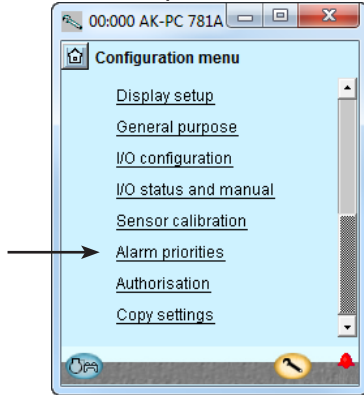 00:000 AK-PC 781A
Configuration menu
Display setup
General purpose
I/O configuration
I/O status and manual
Sensor calibration
Alarm priorities
Authorisation
Copy settings